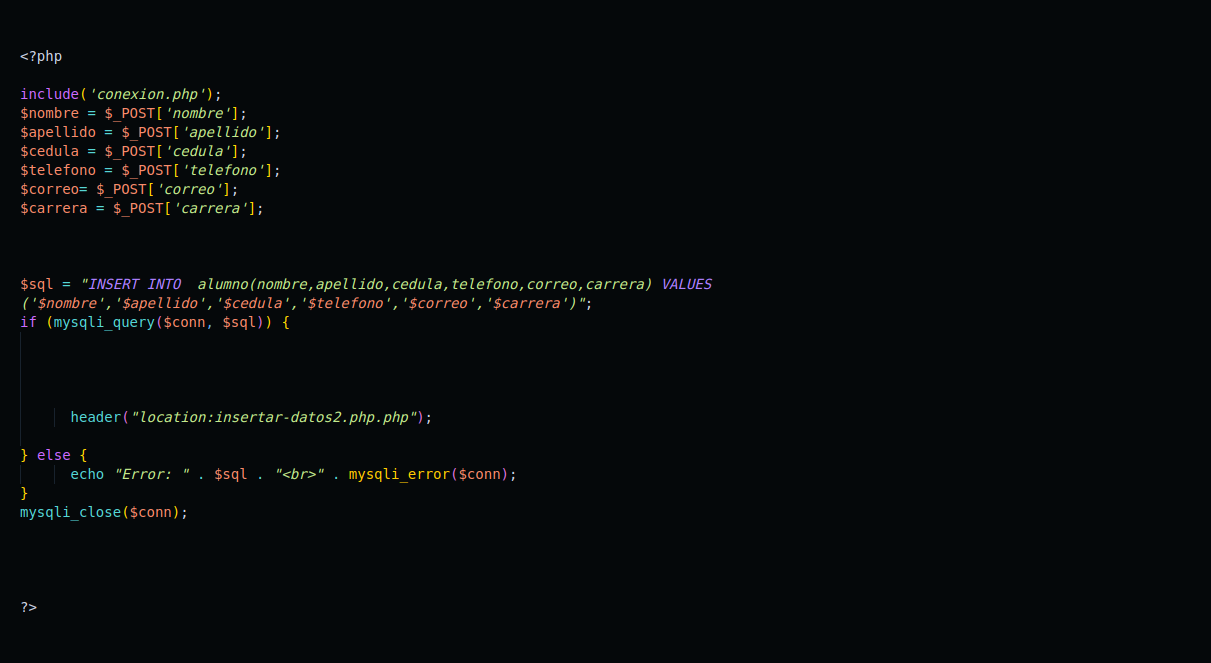 <?php
include('conexion.php');
$nombre = $_POST['nombre'];
$apellido = $_POST['apellido'];
$cedula = $_POST['cedula'];
$telefono = $_POST['telefono'];
$correo= $_POST['correo'];
$carrera = $_POST['carrera'];
$sql = "INSERT INTO  alumno(nombre,apellido,cedula,telefono,correo,carrera) VALUES
('$nombre','$apellido','$cedula','$telefono','$correo','$carrera')";
if (mysqli_query($conn, $sql)) {
      header("location:insertar-datos2.php.php");
} else {
      echo "Error: " . $sql . "<br>" . mysqli_error($conn);
}
mysqli_close($conn);
?>